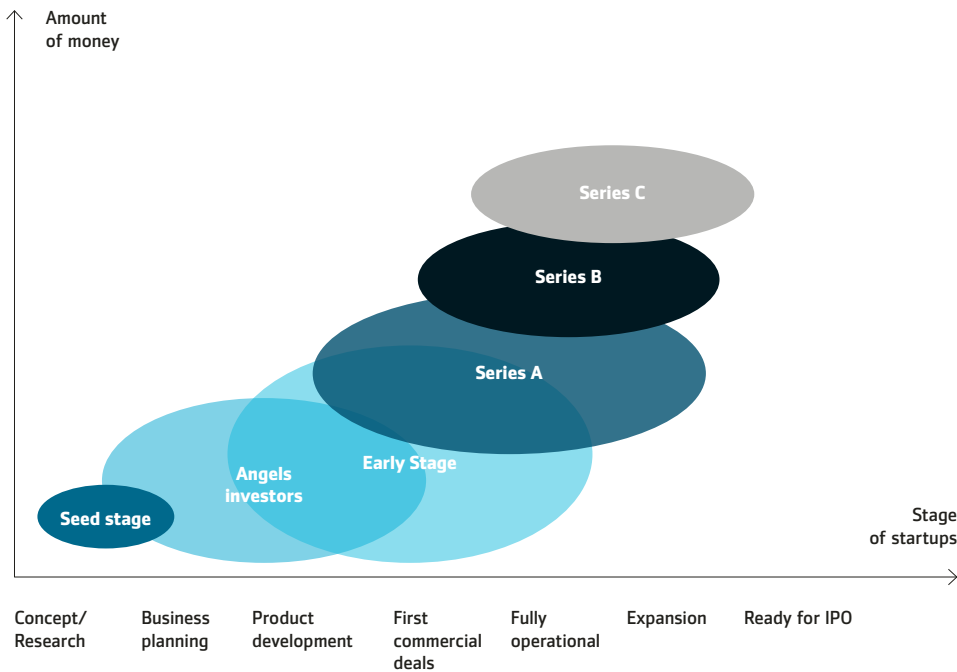 Amount
of money
Series C
Series B
Series A
Early Stage
Angels
investors
Seed stage
Stage
of startups
Concept/
Research
Business
planning
Product
development
First
commercial
deals
Fully
operational
Expansion
Ready for IPO